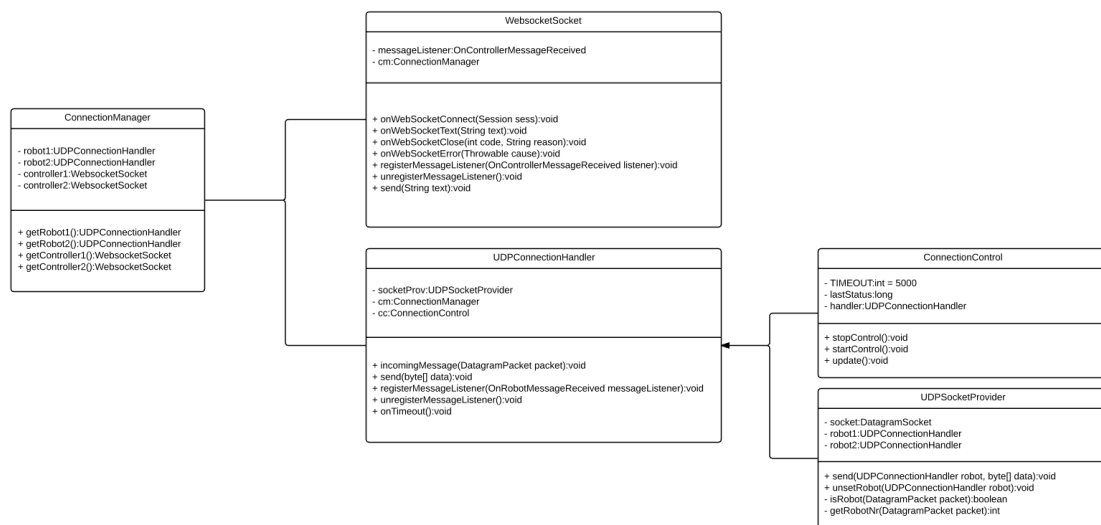 WebsocketSocket
- messageListener:OnControllerMessageReceived
- cm:ConnectionManager
+ onWebSocketConnect(Session sess):void
+ onWebSocketText(String text):void
+ onWebSocketClose(int code, String reason):void
+ onWebSocketError(Throwable cause):void
+ registerMessageListener(OnControllerMessageReceived listener):void
+ unregisterMessageListener():void
+ send(String text):void
ConnectionManager
- robot1:UDPConnectionHandler
- robot2:UDPConnectionHandler
- controller1:WebsocketSocket
- controller2:WebsocketSocket
+ getRobot1():UDPConnectionHandler
+ getRobot2():UDPConnectionHandler
+ getController1():WebsocketSocket
+ getController2():WebsocketSocket
UDPConnectionHandler
- socketProv:UDPSocketProvider
- cm:ConnectionManager
- cc:ConnectionControl
+ incomingMessage(DatagramPacket packet):void
+ send(byte[] data):void
+ registerMessageListener(OnRobotMessageReceived messageListener):void
+ unregisterMessageListener():void
+ onTimeout():void
ConnectionControl
- TIMEOUT:int = 5000
- lastStatus:long
- handler:UDPConnectionHandler
+ stopControl():void
+ startControl():void
+ update():void
UDPSocketProvider
- socket:DatagramSocket
- robot1:UDPConnectionHandler
- robot2:UDPConnectionHandler
+ send(UDPConnectionHandler robot, byte[] data):void
+ unsetRobot(UDPConnectionHandler robot):void
- isRobot(DatagramPacket packet):boolean
- getRobotNr(DatagramPacket packet):int